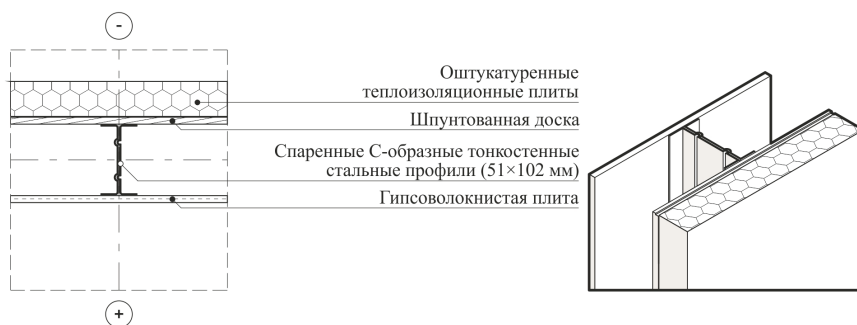 -
Оштукатуренные
теплоизоляционные плиты
Шпунтованная доска
Спаренные С-образные тонкостенные
стальные профили (51×102 мм)
Гипсоволокнистая плита
+